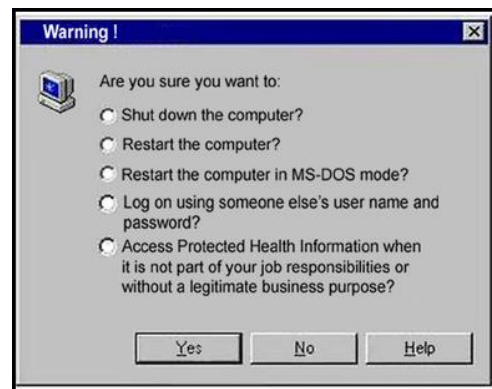 Warning !
Are you sure you want to:
Shut down the computer?
Restart the computer?
Restart the computer in MS-DOS mode?
Log on using someone else's user name and
password?
Access Protected Health Information when
it is not part of your job responsibilities or
without a legitimate business purpose?
Yes No Help